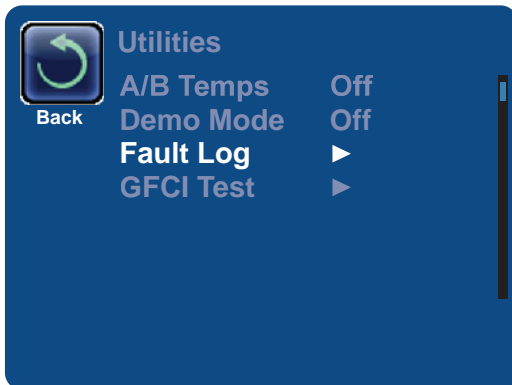 Utilities
A/B Temps Off
Back
Demo Mode Off
Fault Log ►
GFCI Test ►